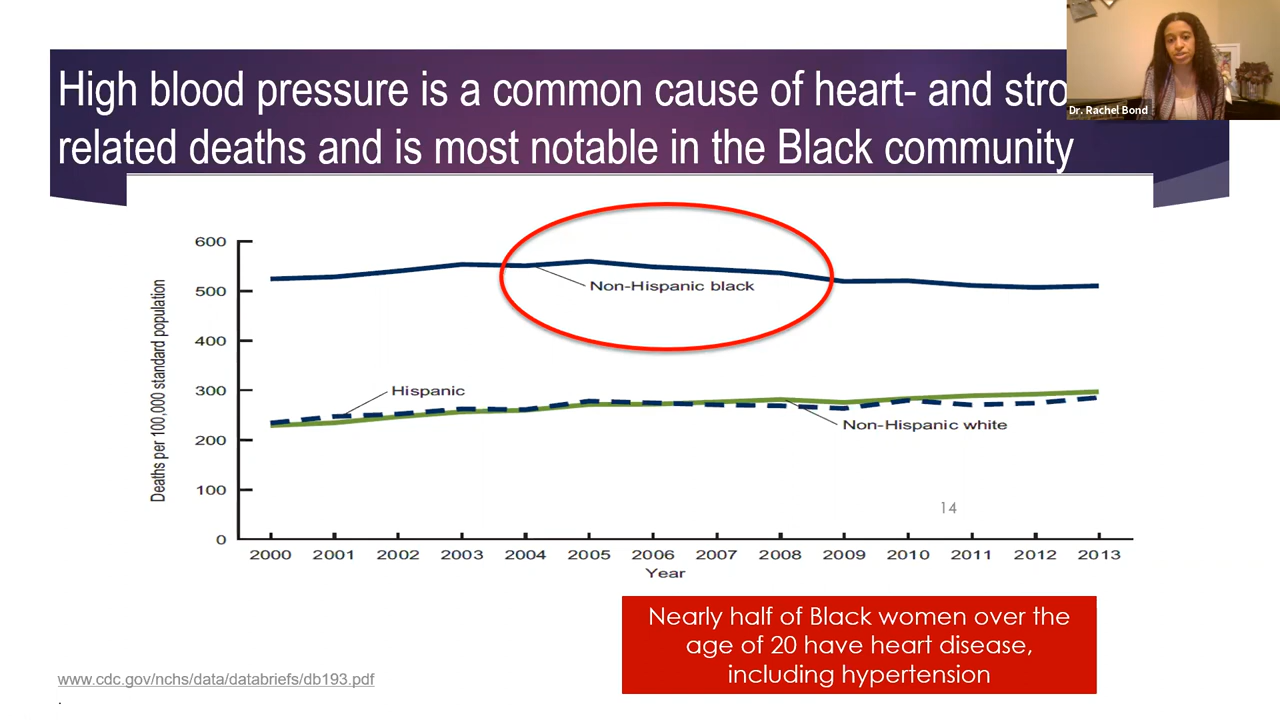 High blood pressure is a common cause of heart- and stro
related deaths and is most notable in the Black community
Dr. Rachel Bond
600
500
400
300
200
100
0
Deaths per 100,000 standard population
Non-Hispanic black
Hispanic
Non-Hispanic white
14
2000 2001 2002 2003 2004 2005 2006 2007 2008 2009 2010 2011 2012 2013
Year
Nearly half of Black women over the
age of 20 have heart disease,
including hypertension
www.cdc.gov/nchs/data/databriefs/db193.pdf
.